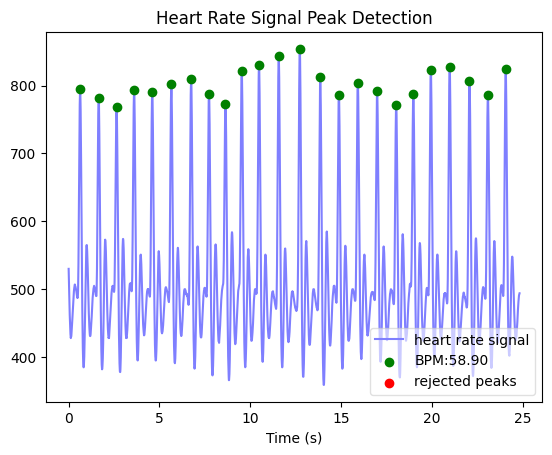 Heart Rate Signal Peak Detection
800
700
600
500
400
heart rate signal
BPM:58.90
rejected peaks
0
5
10
15
20
25
Time (s)